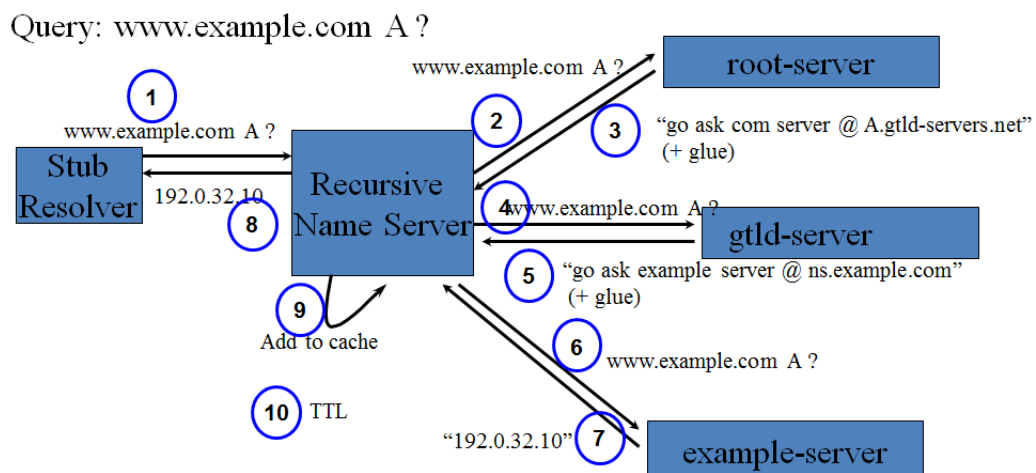 Query: www.example.com A ?
1
www.example.com A ?
Stub
Resolver
192.0.32.10
8
Recursive
Name Server
www.example.com A ?
2
root-server
3
“go ask com server @ A.gtld-servers.net”
(+ glue)
4
www.example.com A ?
gtld-server
5
“go ask example server @ ns.example.com”
(+ glue)
9
Add to cache
6
www.example.com A ?
10
TTL
“192.0.32.10”
7
example-server